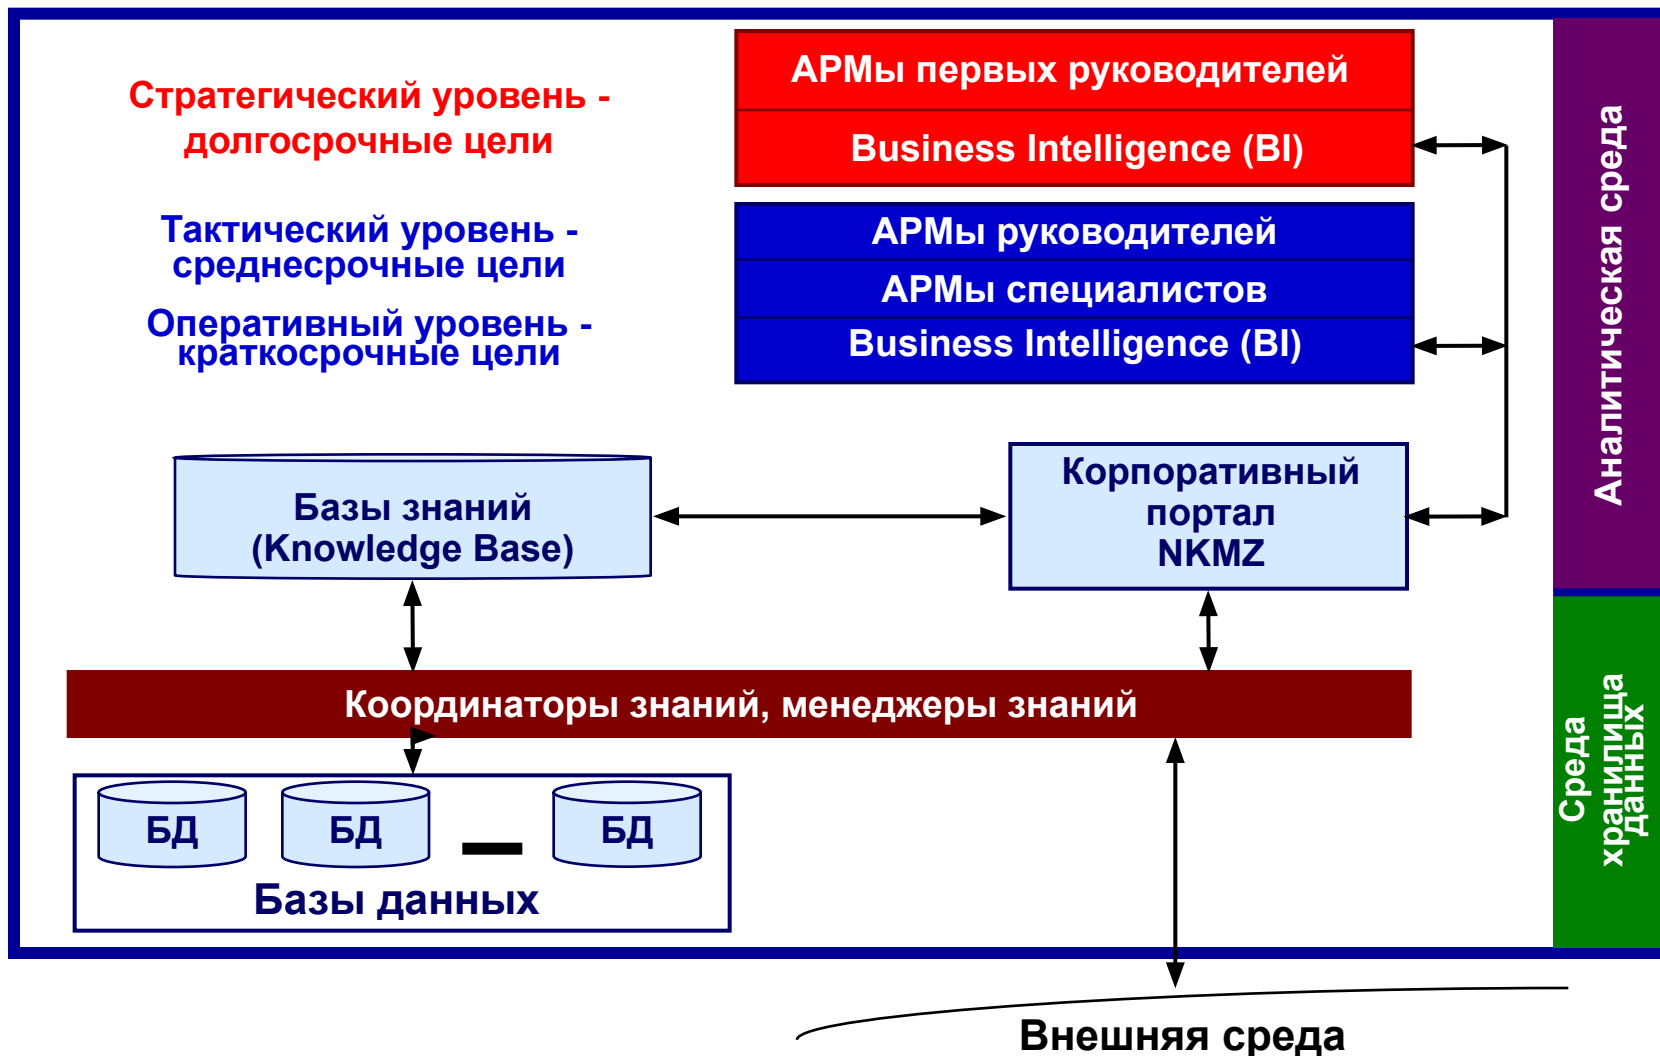 Стратегический уровень -
долгосрочные цели
АРМы первых руководителей
Business Intelligence (BI)
Тактический уровень -
среднесрочные цели
Оперативный уровень -
краткосрочные цели
АРМы руководителей
АРМы специалистов
Business Intelligence (BI)
Аналитическая среда
Базы знаний
(Knowledge Base)
Корпоративный
портал
NKMZ
Координаторы знаний, менеджеры знаний
Среда
хранилища
данных
БД
БД
БД
Базы данных
Внешняя среда